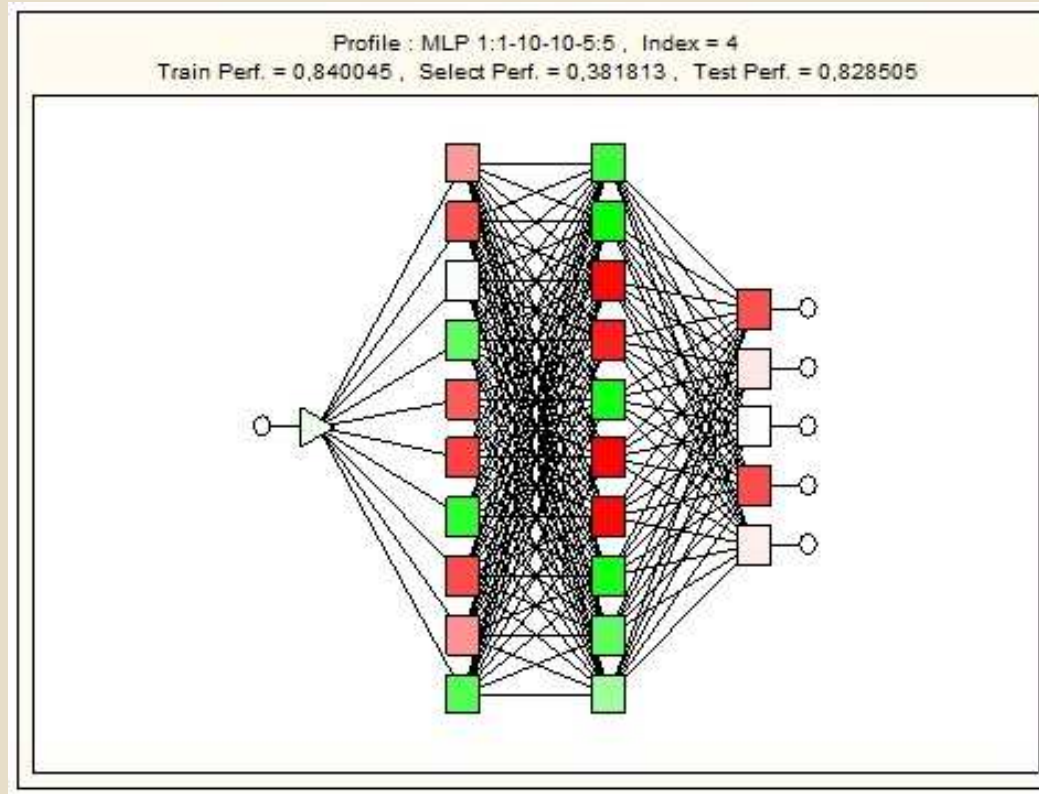 Profile : MLP 1:1-10-10-5:5 , Index = 4
Train Perf. = 0,840045 , Select Perf. = 0,381813 , Test Perf. = 0,828505